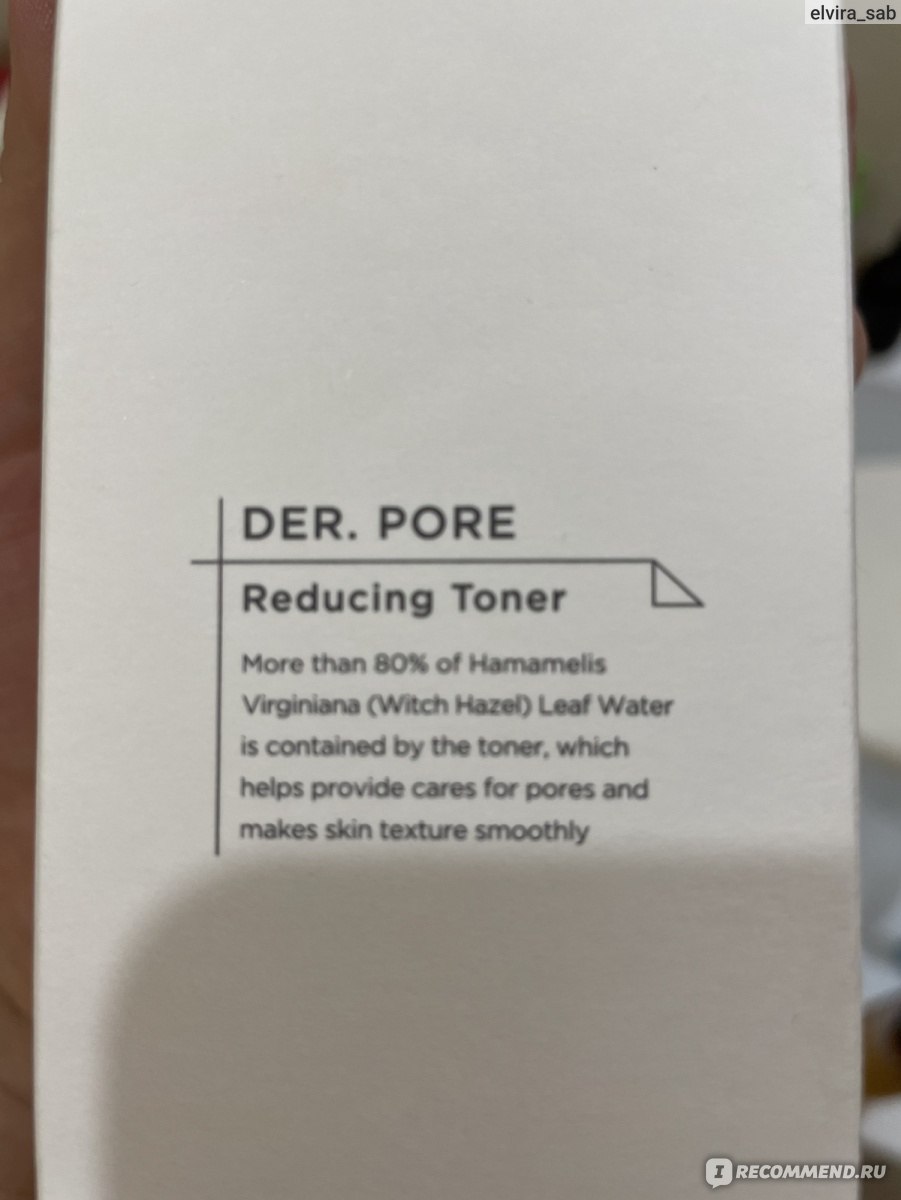 elvira_sab
DER. PORE
Reducing Toner
More than 80% of Hamamelis
Virginiana (Witch Hazel) Leaf Water
is contained by the toner, which
helps provide cares for pores and
makes skin texture smoothly
IRECOMMEND.RU